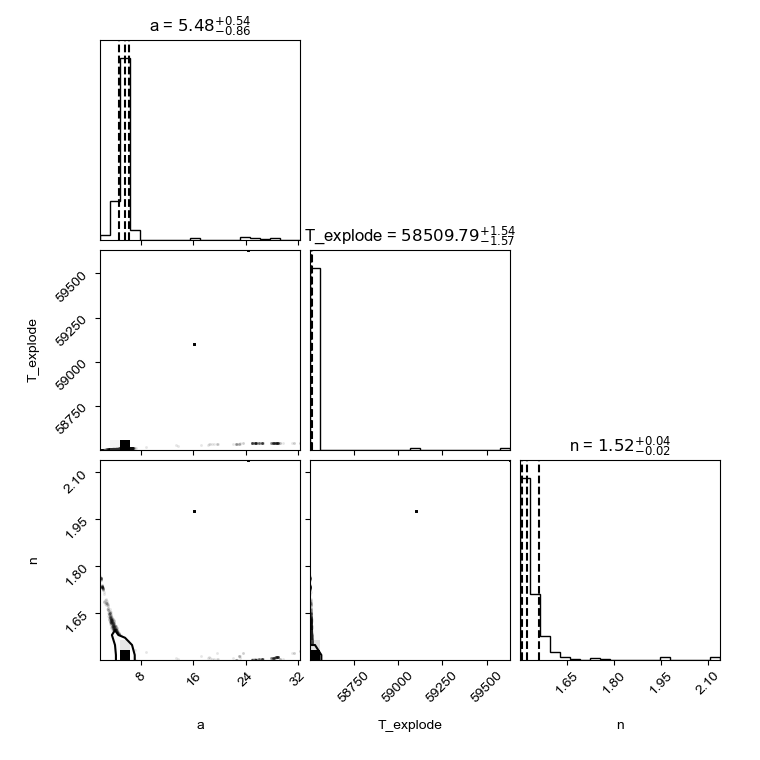 a = 5.48+0.54 −0.86
T_explode = 58509.79+1.54 −1.57
59500
59250
59000
58750
T_explode
n = 1.52+0.04 −0.02
2.10
1.95
1.80
1.65
n
8 16 24 32 58750 59000 59250 59500 1.65 1.80 1.95 2.10
a T_explode n